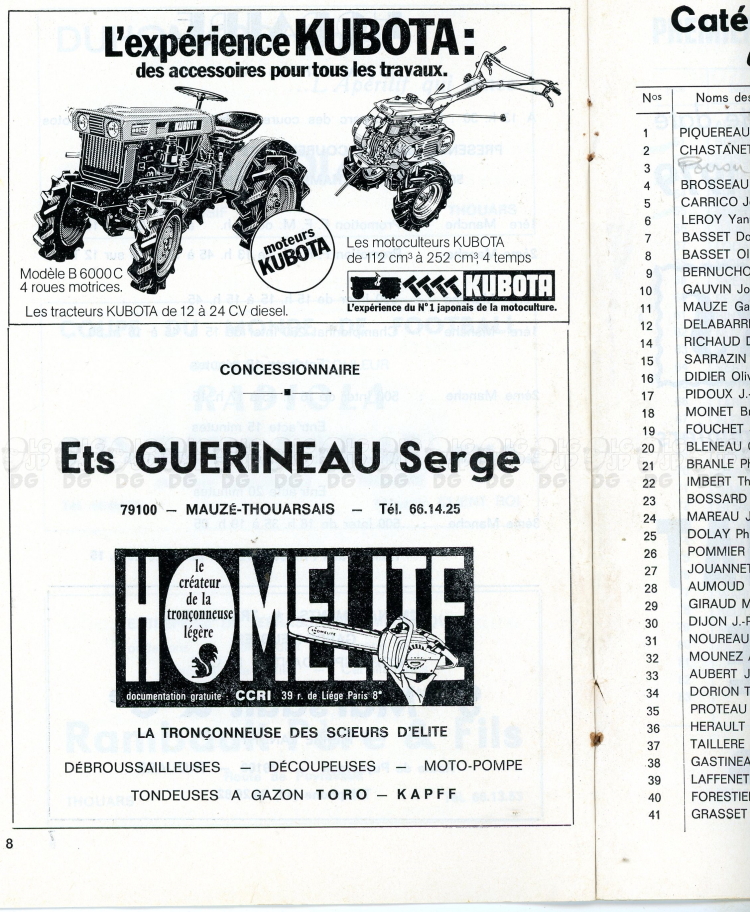 L'expérience KUBOTA:
des accessoires pour tous les travaux.
KUBOTA
moteurs
KUBOTA
Modèle B 6000 C
4 roues motrices.
Les motoculteurs KUBOTA
de 112 cm³ à 252 cm³, 4 temps
KUBOTA
L'expérience du N°1 japonais de la motoculture.
Les tracteurs KUBOTA de 12 à 24 CV diesel.
CONCESSIONNAIRE
Ets GUERINEAU Serge
79100 — MAUZÉ-THOUARSAIS — Tél. 66.14.25
HOMELITE
le
créateur
de la
tronçonneuse
légère
HOMELITE
documentation gratuite : CCRI 39 r. de Liége Paris 8e
LA TRONÇONNEUSE DES SCIEURS D'ÉLITE
DÉBROUSSAILLEUSES — DÉCOUPEUSES — MOTO-POMPE
TONDEUSES A GAZON TORO — KAPFF
8
Caté
Nos Noms des
1 PIQUEREAU
2 CHASTANET
3 Poiron
4 BROSSEAU
5 CARRICO J
6 LEROY Yan
7 BASSET Do
8 BASSET Ol
9 BERNUCHO
10 GAUVIN Jo
11 MAUZE Ga
12 DELABARRE
14 RICHAUD D
15 SARRAZIN
16 DIDIER Oliv
17 PIDOUX J.-
18 MOINET B
19 FOUCHET
20 BLENEAU
21 BRANLE Ph
22 IMBERT Th
23 BOSSARD
24 MAREAU J
25 DOLAY Ph
26 POMMIER
27 JOUANNET
28 AUMOUD
29 GIRAUD M
30 DIJON J.-P
31 NOUREAU
32 MOUNEZ
33 AUBERT J
34 DORION T
35 PROTEAU
36 HERAULT
37 TAILLERE
38 GASTINEA
39 LAFFENET
40 FORESTIE
41 GRASSET